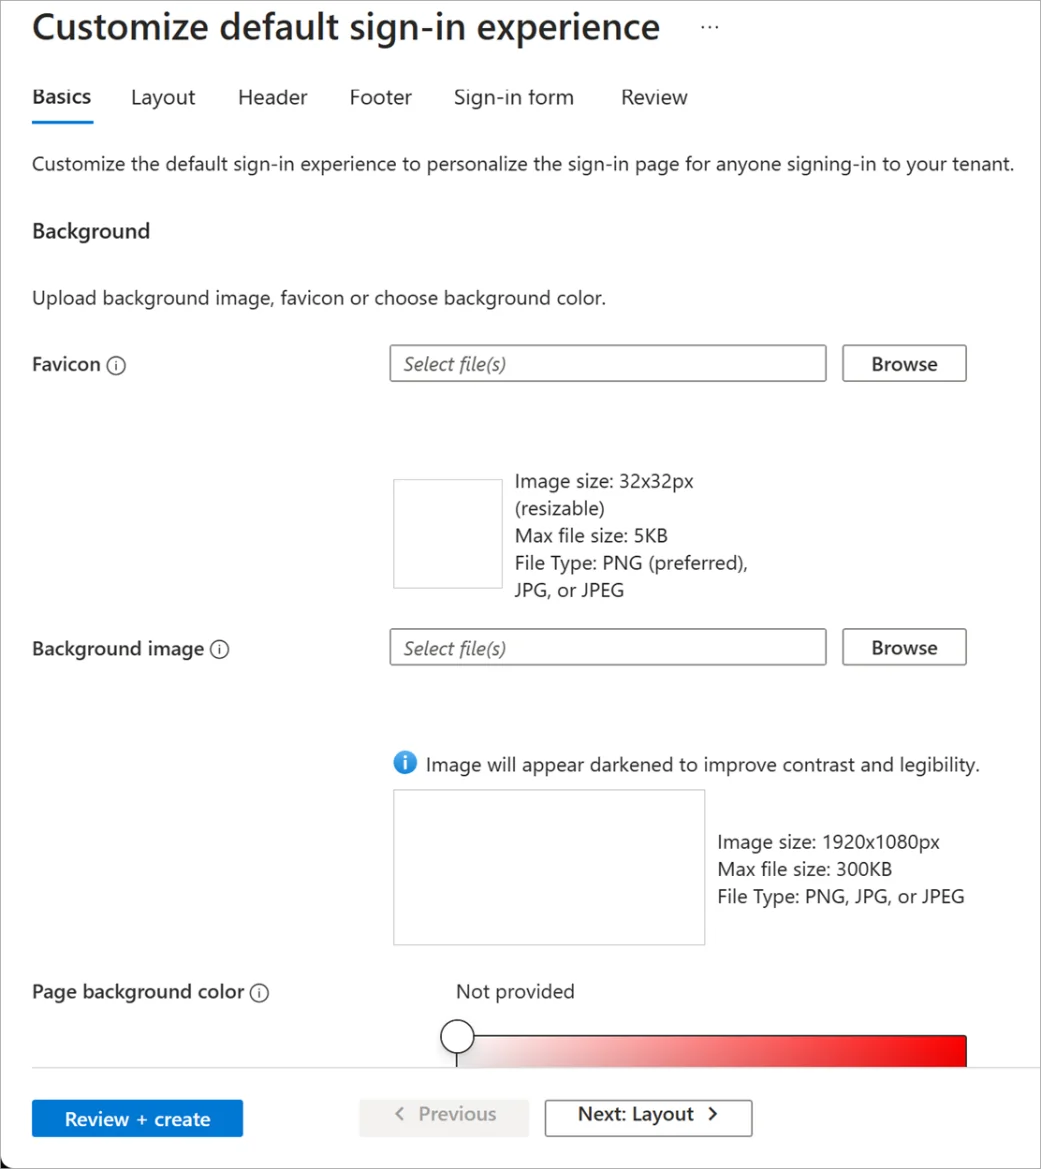 Customize default sign-in experience ...
Basics Layout Header Footer Sign-in form Review
Customize the default sign-in experience to personalize the sign-in page for anyone signing-in to your tenant.
Background
Upload background image, favicon or choose background color.
Favicon
Select file(s)
Browse
Image size: 32x32px
(resizable)
Max file size: 5KB
File Type: PNG (preferred),
JPG, or JPEG
Background image
Select file(s)
Browse
Image will appear darkened to improve contrast and legibility.
Image size: 1920x1080px
Max file size: 300KB
File Type: PNG, JPG, or JPEG
Page background color
Not provided
Review + create
< Previous
Next: Layout >